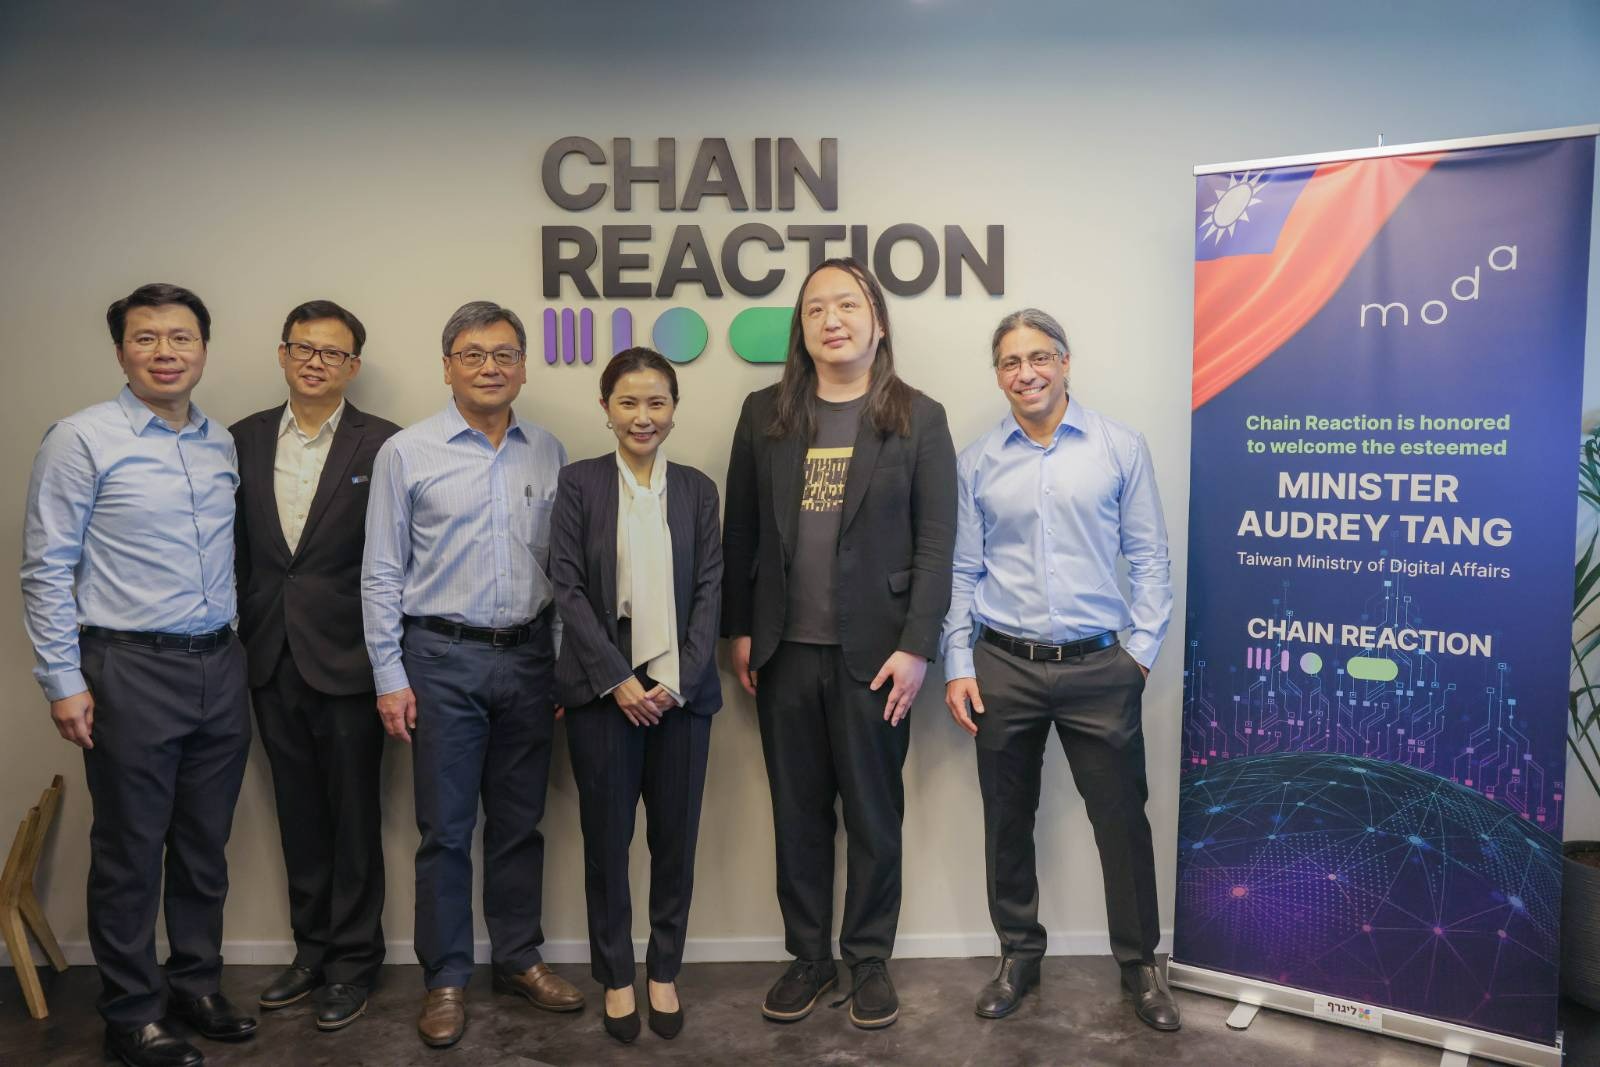 CHAIN
REACTION
moda
Chain Reaction is honored
to welcome the esteemed
MINISTER
AUDREY TANG
Taiwan Ministry of Digital Affairs
CHAIN REACTION
ליגרף